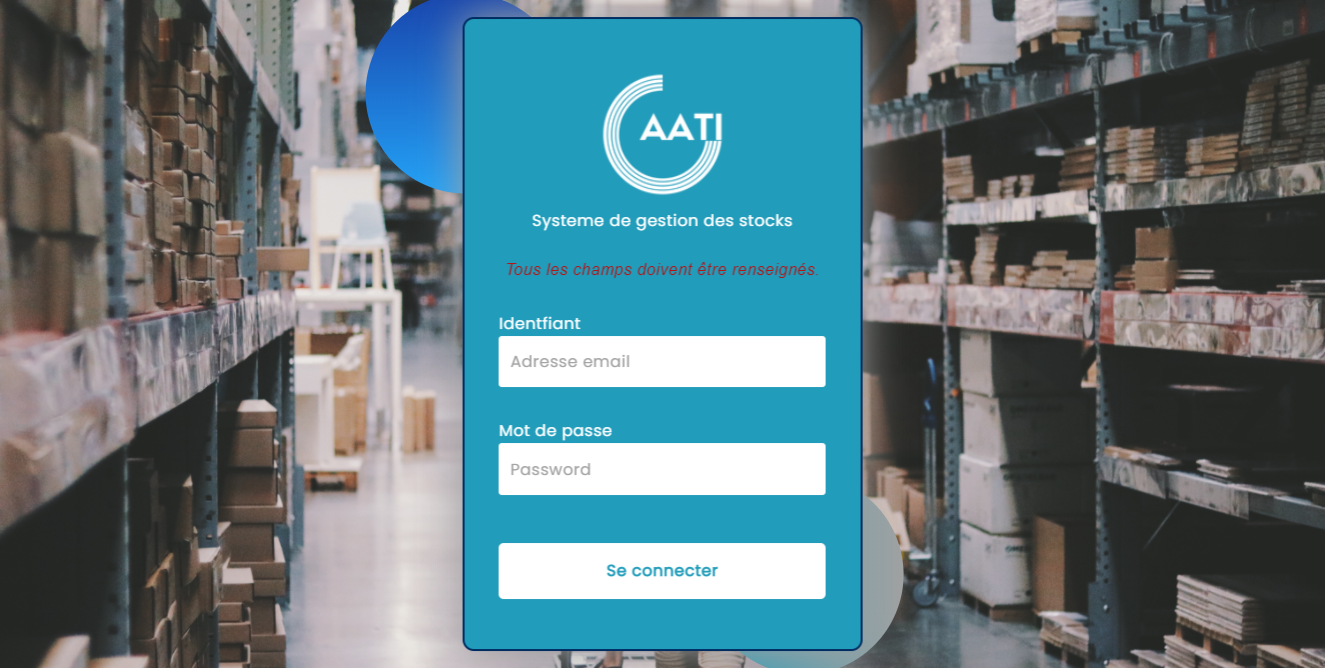 AATI
Systeme de gestion des stocks
Tous les champs doivent être renseignés.
Identfiant
Adresse email
Mot de passe
Password
Se connecter